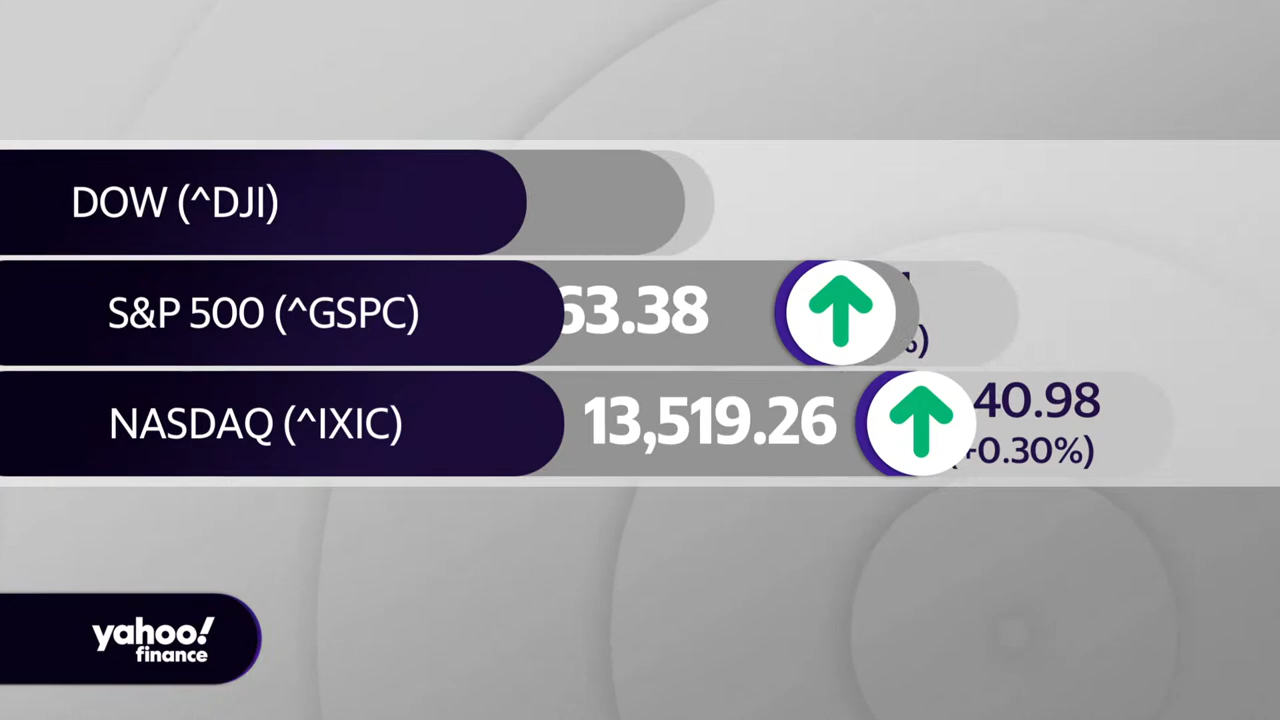 DOW (^DJI)
S&P 500 (^GSPC) 63.38
NASDAQ (^IXIC) 13,519.26 40.98
0.30%)
yahoo!
finance